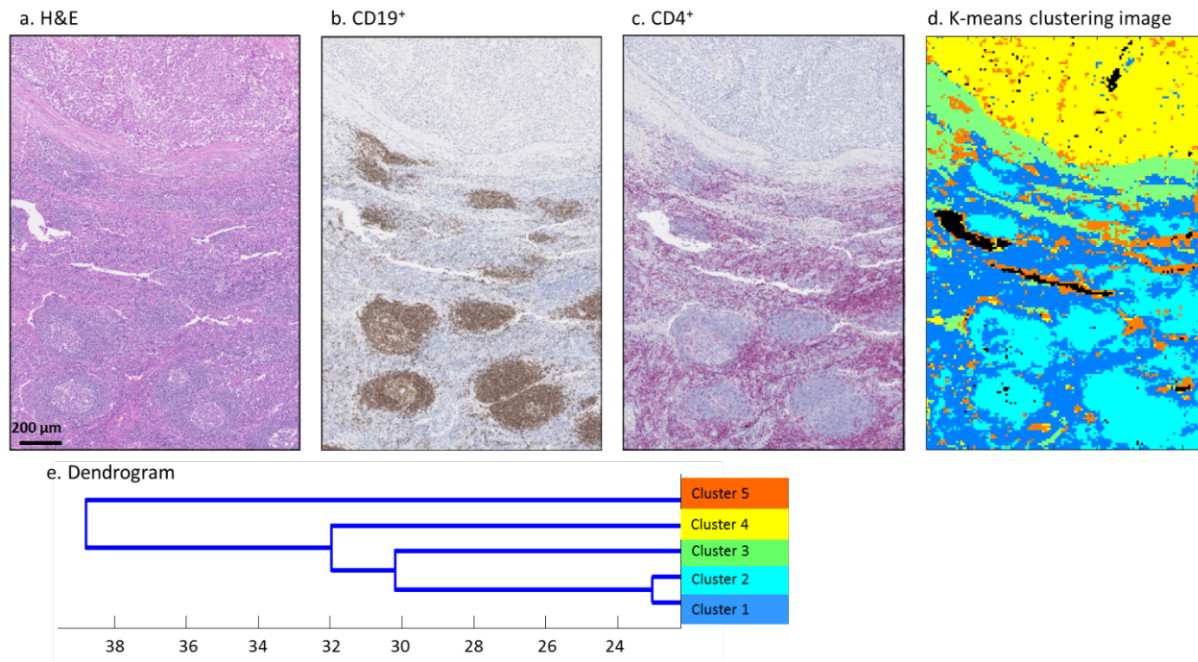 a. H&E
b. CD19+
c. CD4+
d. K-means clustering image
200 µm
e. Dendrogram
Cluster 5
Cluster 4
Cluster 3
Cluster 2
Cluster 1
38 36 34 32 30 28 26 24